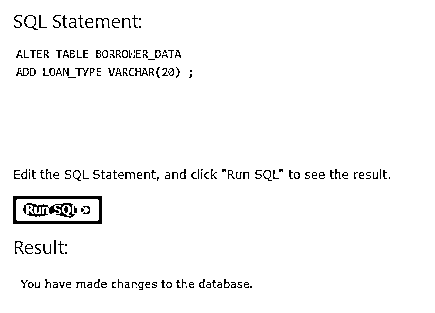 SQL Statement:
ALTER TABLE BORROWER_DATA
ADD LOAN_TYPE VARCHAR(20) ;
Edit the SQL Statement, and click "Run SQL" to see the result.
Run SQL »
Result:
You have made changes to the database.